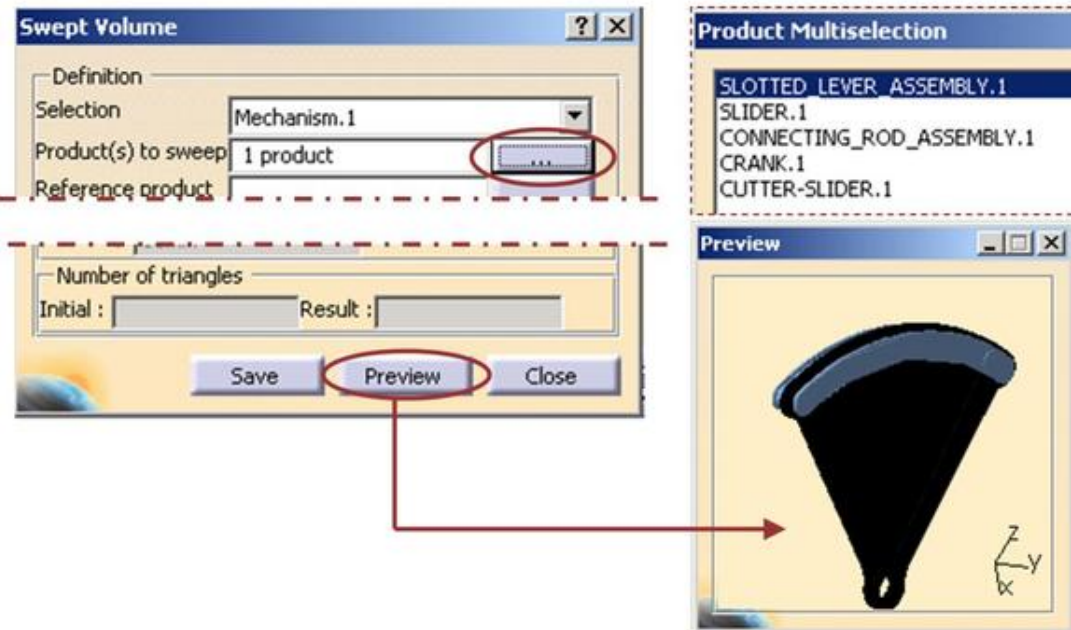 Swept Volume
? X
Definition
Selection
Mechanism.1
Product(s) to sweep
1 product
...
Reference product
Number of triangles
Initial :
Result :
Save
Preview
Close
Product Multiselection
SLOTTED_LEVER_ASSEMBLY.1
SLIDER.1
CONNECTING_ROD_ASSEMBLY.1
CRANK.1
CUTTER-SLIDER.1
Preview
z
y
x